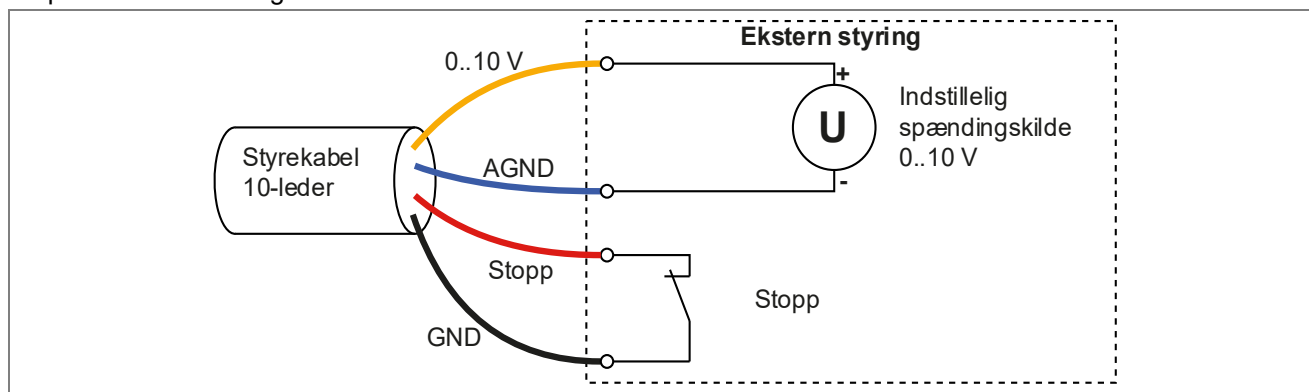 Ekstern styring
0..10 V
+
U
Indstillelig
spændingskilde
0..10 V
-
Styrekabel
10-leder
AGND
Stopp
Stopp
GND